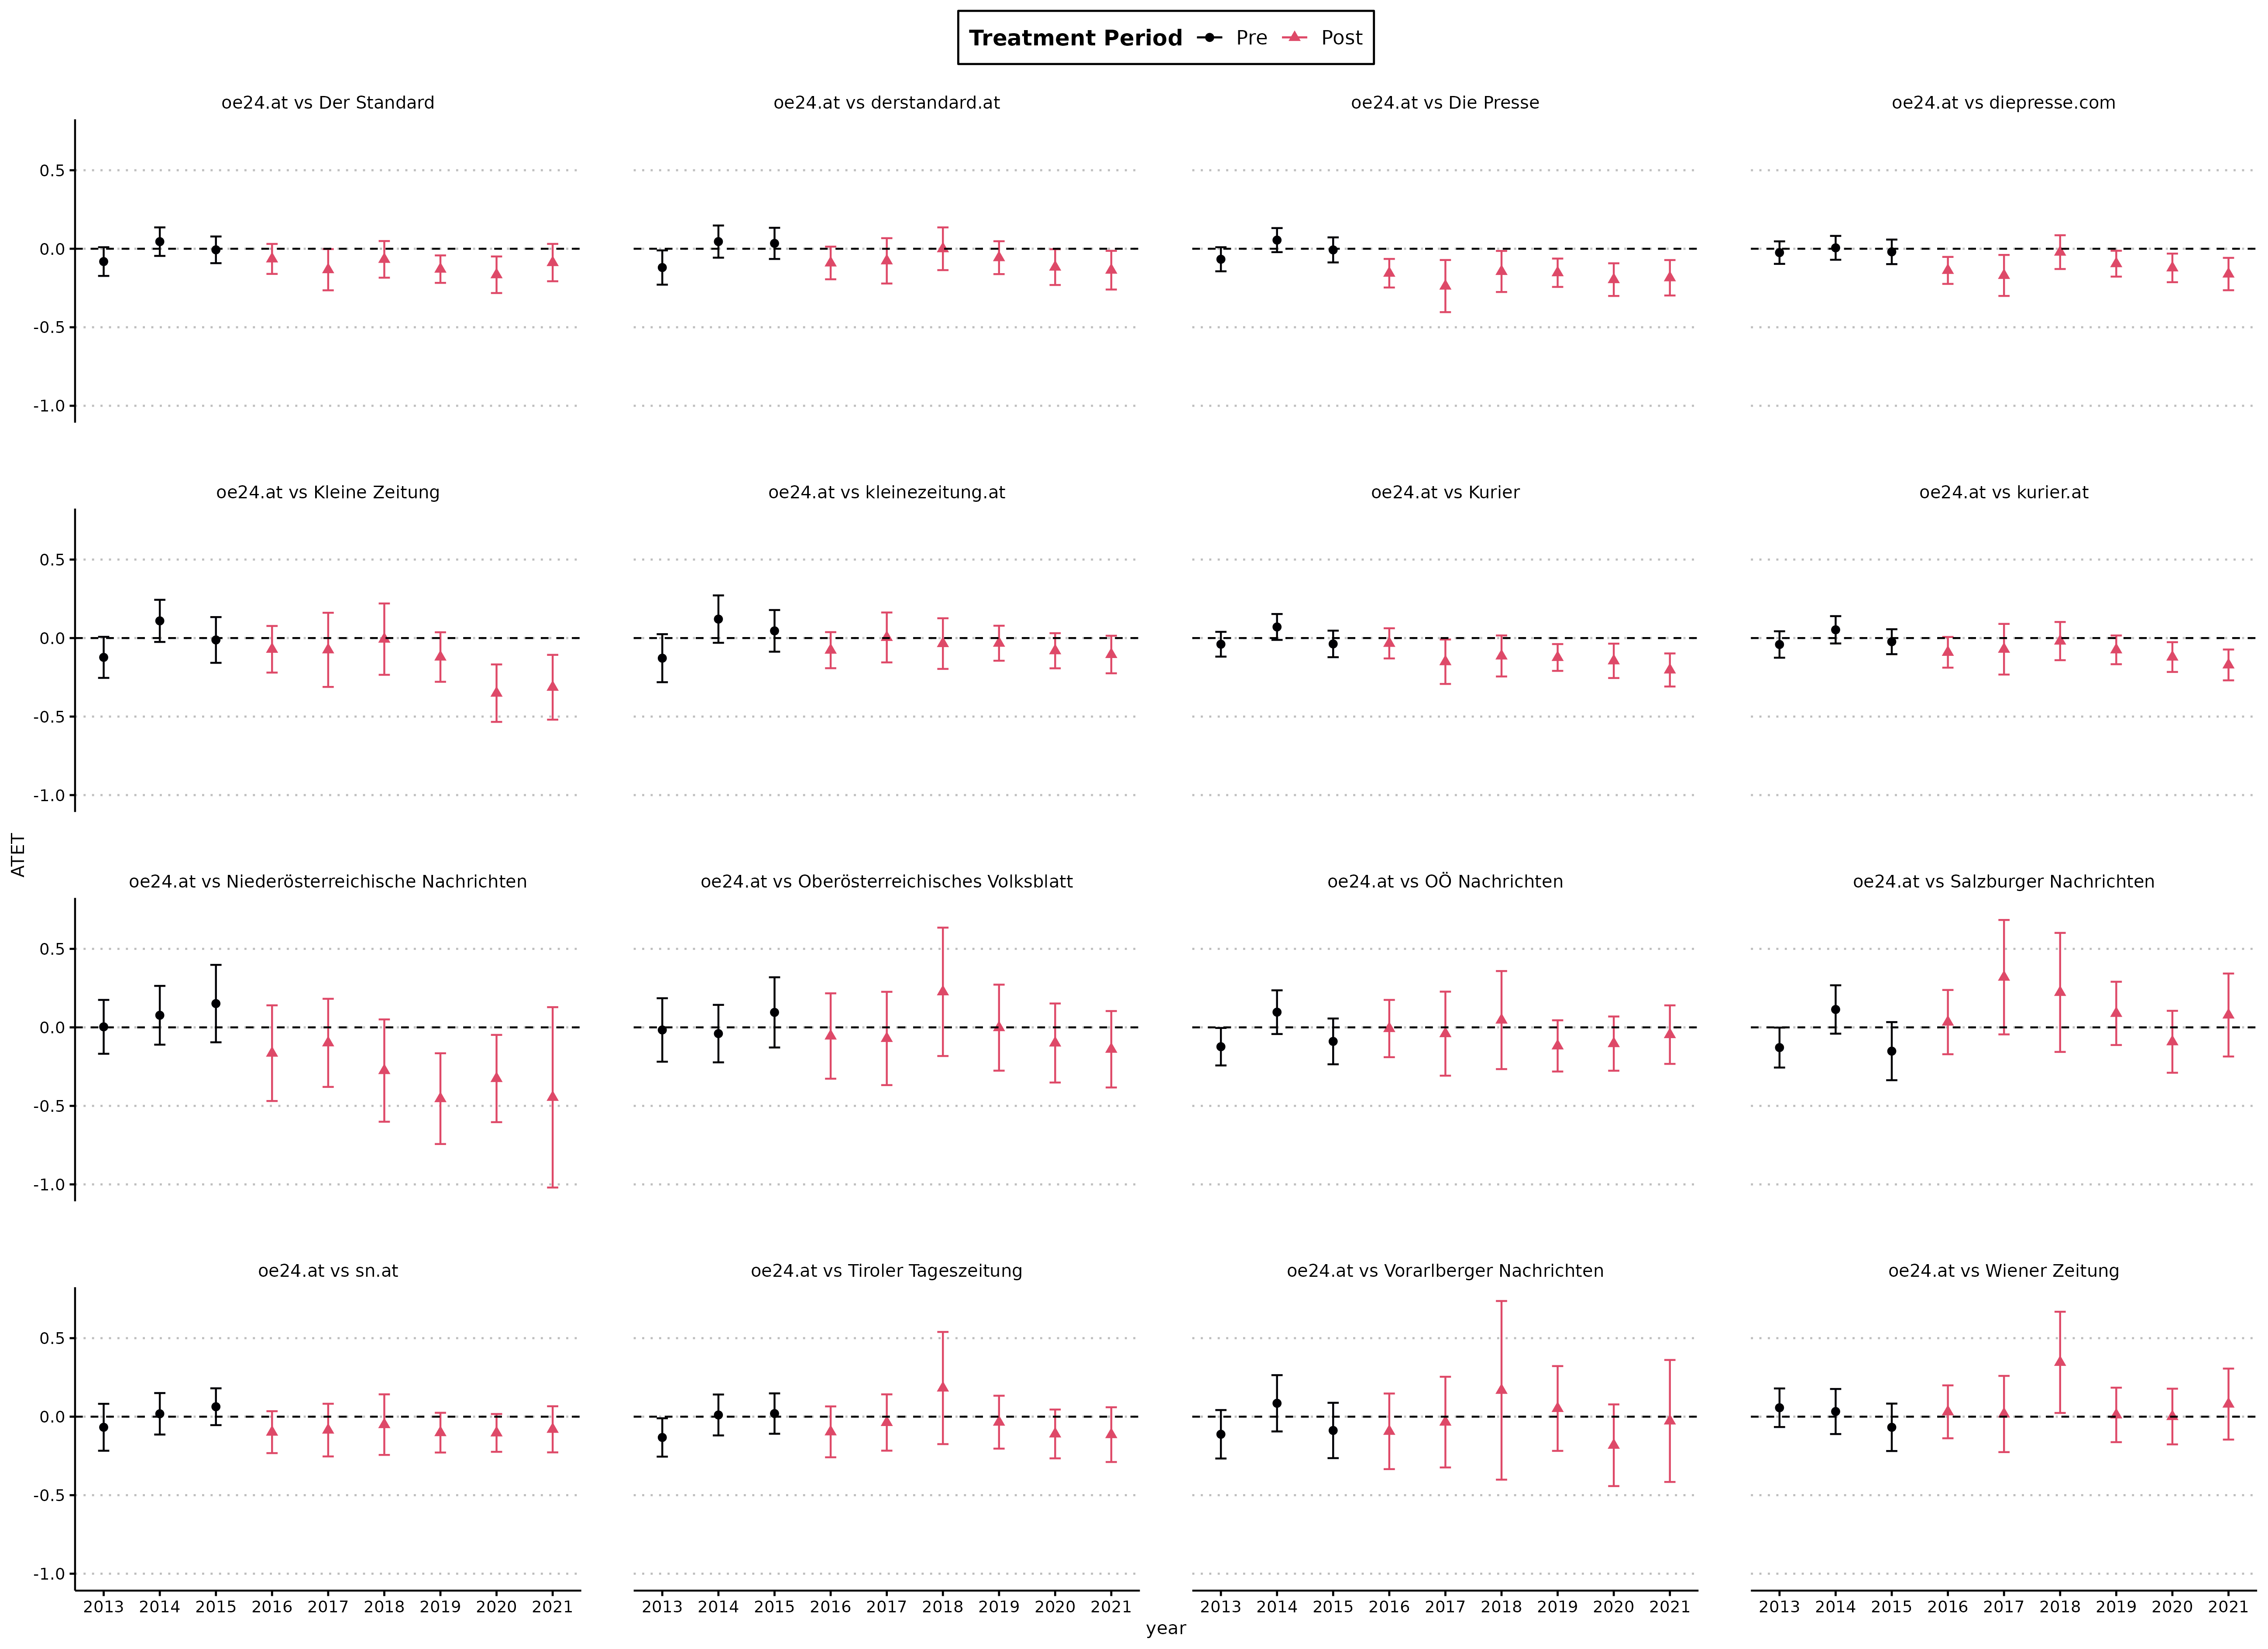 Treatment Period Pre Post
oe24.at vs Der Standard
oe24.at vs derstandard.at
oe24.at vs Die Presse
oe24.at vs diepresse.com
0.5
0.0
-0.5
-1.0
oe24.at vs Kleine Zeitung
oe24.at vs kleinezeitung.at
oe24.at vs Kurier
oe24.at vs kurier.at
0.5
0.0
-0.5
-1.0
ATET
oe24.at vs Niederösterreichische Nachrichten
oe24.at vs Oberösterreichisches Volksblatt
oe24.at vs OÖ Nachrichten
oe24.at vs Salzburger Nachrichten
0.5
0.0
-0.5
-1.0
oe24.at vs sn.at
oe24.at vs Tiroler Tageszeitung
oe24.at vs Vorarlberger Nachrichten
oe24.at vs Wiener Zeitung
0.5
0.0
-0.5
-1.0
2013 2014 2015 2016 2017 2018 2019 2020 2021
2013 2014 2015 2016 2017 2018 2019 2020 2021
2013 2014 2015 2016 2017 2018 2019 2020 2021
2013 2014 2015 2016 2017 2018 2019 2020 2021
year